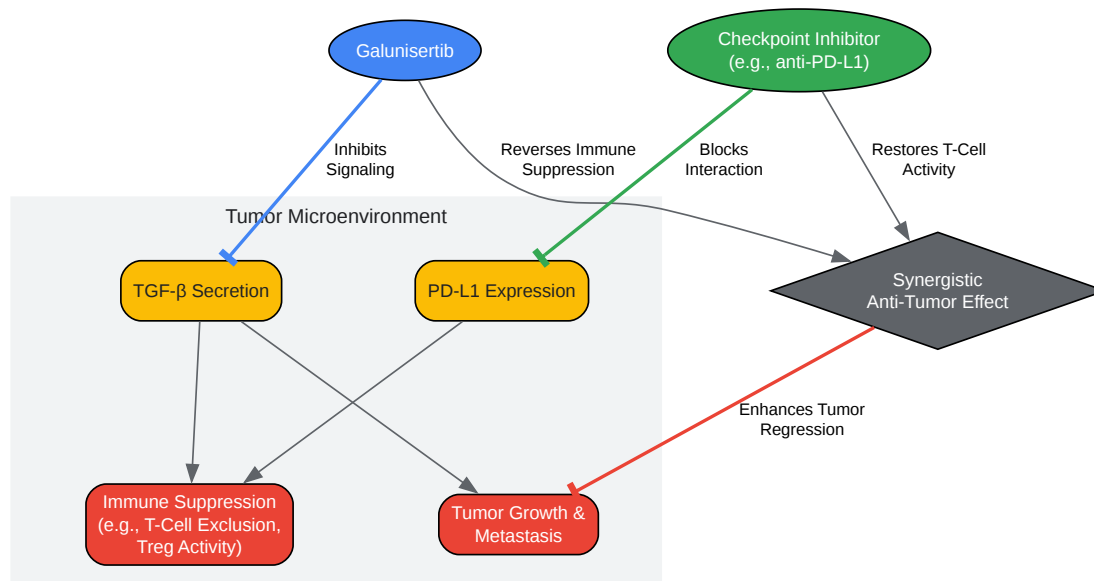 Galunisertib
Checkpoint Inhibitor
(e.g., anti-PD-L1)
Inhibits
Signaling
Reverses Immune
Suppression
Blocks
Interaction
Restores T-Cell
Activity
Tumor Microenvironment
TGF-β Secretion
PD-L1 Expression
Synergistic
Anti-Tumor Effect
Enhances Tumor
Regression
Immune Suppression
(e.g., T-Cell Exclusion,
Treg Activity)
Tumor Growth &
Metastasis